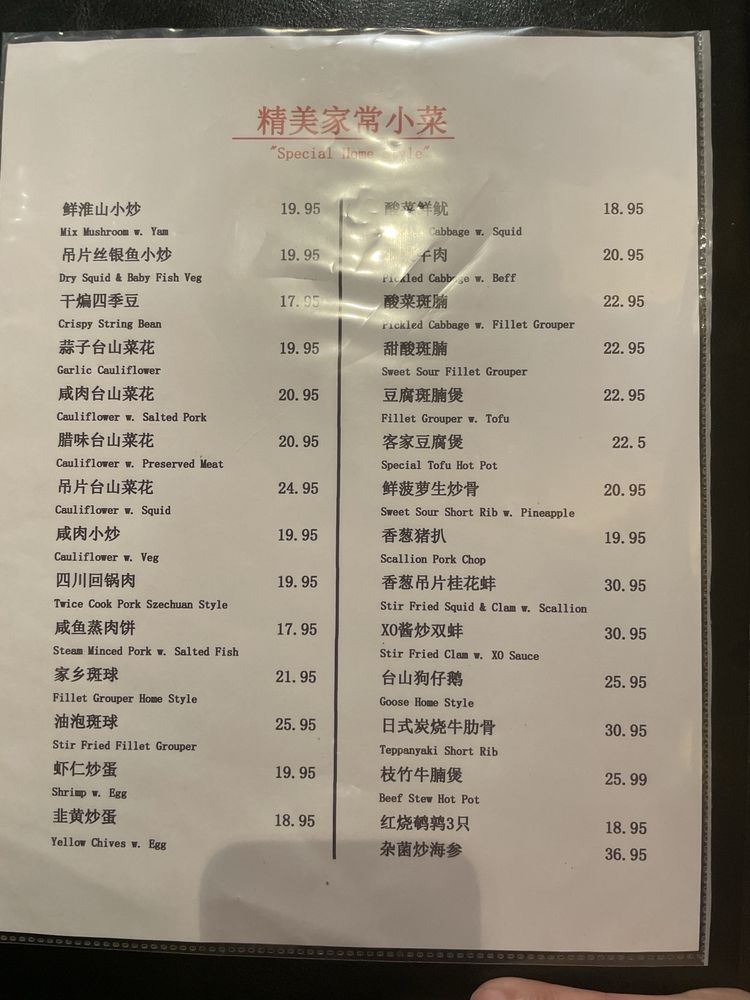 精美家常小菜
"Special Home Style"
鲜淮山小炒 19.95
Mix Mushroom w. Yam
吊片丝银鱼小炒 19.95
Dry Squid & Baby Fish Veg
干煸四季豆 17.95
Crispy String Bean
蒜子台山菜花 19.95
Garlic Cauliflower
咸肉台山菜花 20.95
Cauliflower w. Salted Pork
腊味台山菜花 20.95
Cauliflower w. Preserved Meat
吊片台山菜花 24.95
Cauliflower w. Squid
咸肉小炒 19.95
Cauliflower w. Veg
四川回锅肉 19.95
Twice Cook Pork Szechuan Style
咸鱼蒸肉饼 17.95
Steam Minced Pork w. Salted Fish
家乡斑球 21.95
Fillet Grouper Home Style
油泡斑球 25.95
Stir Fried Fillet Grouper
虾仁炒蛋 19.95
Shrimp w. Egg
韭黄炒蛋 18.95
Yellow Chives w. Egg
酸菜鲜鱿 18.95
Cabbage w. Squid
牛肉 20.95
Pickled Cabbage w. Beff
酸菜斑腩 22.95
Pickled Cabbage w. Fillet Grouper
甜酸斑腩 22.95
Sweet Sour Fillet Grouper
豆腐斑腩煲 22.95
Fillet Grouper w. Tofu
客家豆腐煲 22.5
Special Tofu Hot Pot
鲜菠萝生炒骨 20.95
Sweet Sour Short Rib w. Pineapple
香葱猪扒 19.95
Scallion Pork Chop
香葱吊片桂花蚌 30.95
Stir Fried Squid & Clam w. Scallion
XO酱炒双蚌 30.95
Stir Fried Clam w. XO Sauce
台山狗仔鹅 25.95
Goose Home Style
日式炭烧牛肋骨 30.95
Teppanyaki Short Rib
枝竹牛腩煲 25.99
Beef Stew Hot Pot
红烧鹌鹑3只 18.95
杂菌炒海参 36.95